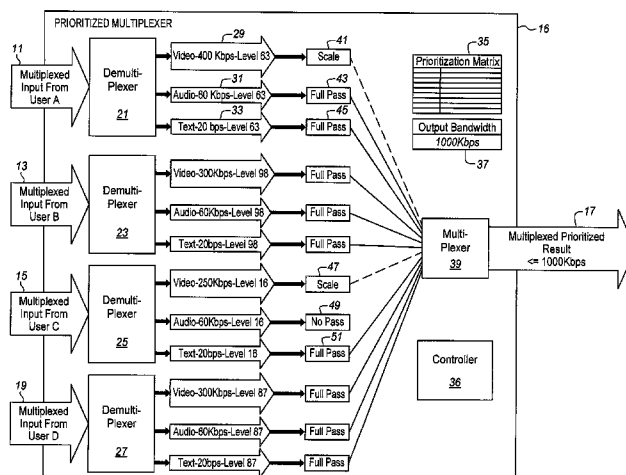 PRIORITIZED MULTIPLEXER
16
11
Multiplexed
Input From
User A
Demulti-
Plexer
21
29
Video-400 Kbps-Level 63
31
Audio-60 Kbps-Level 63
33
Text-20 bps-Level 63
41
Scale
43
Full Pass
45
Full Pass
35
Prioritization Matrix
Output Bandwidth
1000Kbps
37
13
Multiplexed
Input From
User B
Demulti-
Plexer
23
Video-300Kbps-Level 98
Audio-60Kbps-Level 98
Text-20bps-Level 98
Full Pass
Full Pass
Full Pass
Multi-
Plexer
39
17
Multiplexed Prioritized
Result
<= 1000Kbps
15
Multiplexed
Input From
User C
Demulti-
Plexer
25
Video-250Kbps-Level 16
Audio-60Kbps-Level 16
Text-20bps-Level 16
47
Scale
49
No Pass
51
Full Pass
Controller
36
19
Multiplexed
Input From
User D
Demulti-
Plexer
27
Video-300Kbps-Level 87
Audio-60Kbps-Level 87
Text-20bps-Level 87
Full Pass
Full Pass
Full Pass